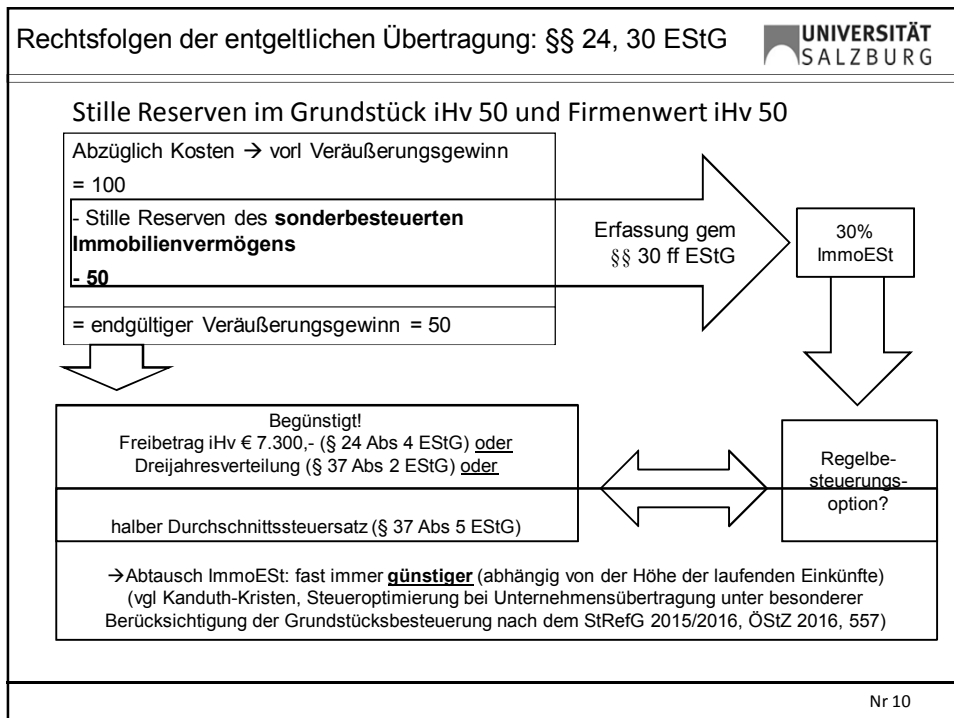 Rechtsfolgen der entgeltlichen Übertragung: §§ 24, 30 EStG
UNIVERSITÄT
SALZBURG
Stille Reserven im Grundstück iHv 50 und Firmenwert iHv 50
Abzüglich Kosten → vorl Veräußerungsgewinn
= 100
- Stille Reserven des sonderbesteuerten
Immobilienvermögens
- 50
= endgültiger Veräußerungsgewinn = 50
Erfassung gem
§§ 30 ff EStG
30%
ImmoESt
Begünstigt!
Freibetrag iHv € 7.300,- (§ 24 Abs 4 EStG) oder
Dreijahresverteilung (§ 37 Abs 2 EStG) oder
halber Durchschnittssteuersatz (§ 37 Abs 5 EStG)
Regelbe-
steuerungs-
option?
→Abtausch ImmoESt: fast immer günstiger (abhängig von der Höhe der laufenden Einkünfte)
(vgl Kanduth-Kristen, Steueroptimierung bei Unternehmensübertragung unter besonderer
Berücksichtigung der Grundstücksbesteuerung nach dem StRefG 2015/2016, ÖStZ 2016, 557)
Nr 10